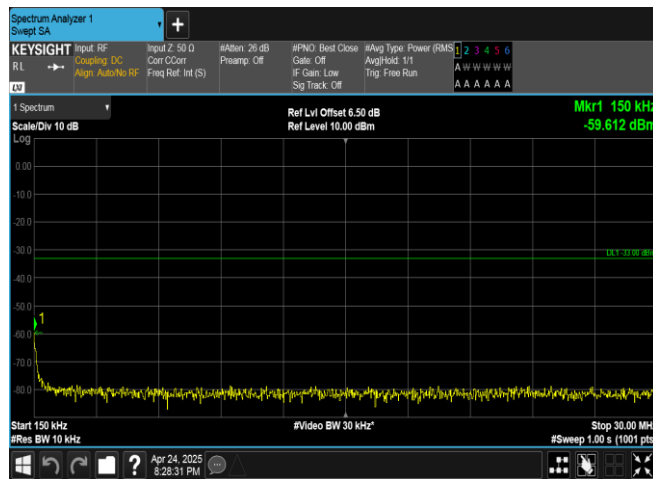 Spectrum Analyzer 1
Swept SA
+
KEYSIGHT
R L
LXI
Input: RF
Coupling: DC
Align: Auto/No RF
Input Z: 50 Ω
Corr CCorr
Freq Ref: Int (S)
#Atten: 26 dB
Preamp: Off
#PNO: Best Close
Gate: Off
IF Gain: Low
Sig Track: Off
#Avg Type: Power (RMS
Avg|Hold: 1/1
Trig: Free Run
1 2 3 4 5 6
A W W W W W
A A A A A A
1 Spectrum
Scale/Div 10 dB
Ref Lvl Offset 6.50 dB
Ref Level 10.00 dBm
Mkr1 150 kHz
-59.612 dBm
Log
0.00
-10.0
-20.0
-30.0
DL1 -33.00 dBm
-40.0
-50.0
1
-60.0
-70.0
-80.0
Start 150 kHz
#Video BW 30 kHz*
Stop 30.00 MHz
#Res BW 10 kHz
#Sweep 1.00 s (1001 pts
?
Apr 24, 2025
8:28:31 PM